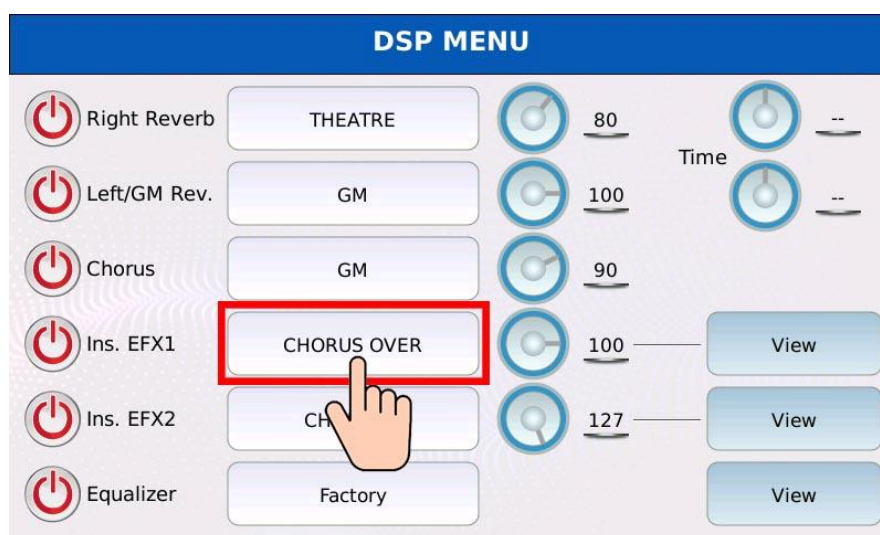 DSP MENU
Right Reverb THEATRE 80 --
Time
Left/GM Rev. GM 100 --
Chorus GM 90
Ins. EFX1 CHORUS OVER 100 View
Ins. EFX2 127 View
Equalizer Factory View